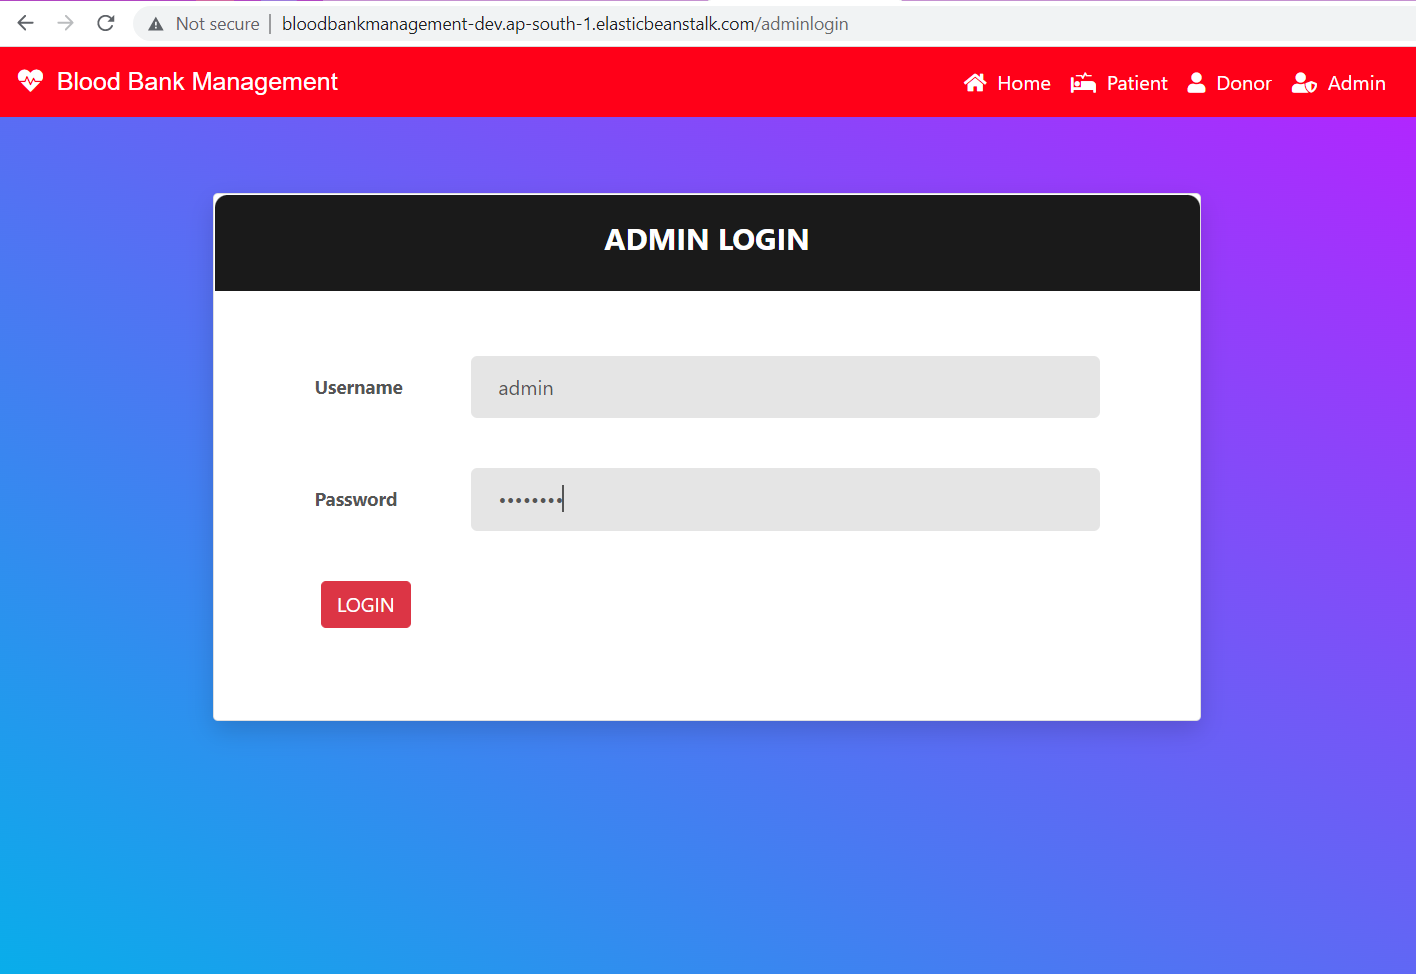 Not secure | bloodbankmanagement-dev.ap-south-1.elasticbeanstalk.com/adminlogin
Blood Bank Management Home Patient Donor Admin
ADMIN LOGIN
Username admin
Password ••••••••
LOGIN